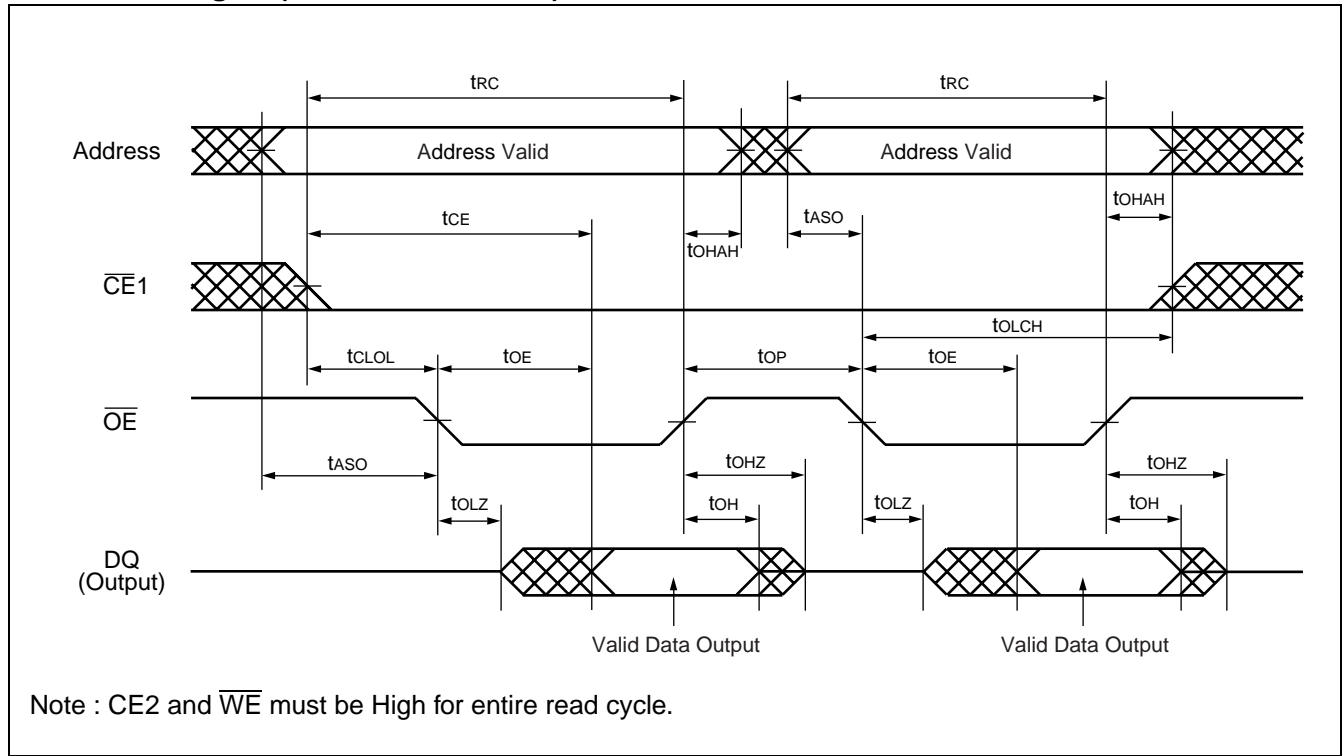 tRC tRC
Address Address Valid Address Valid
tCE tOHAH tASO tOHAH
CE1
tOLCH
tCLOL tOE tOP tOE
OE
tASO tOHZ tOHZ
tOLZ tOH tOLZ tOH
DQ
(Output)
Valid Data Output Valid Data Output
Note : CE2 and WE must be High for entire read cycle.